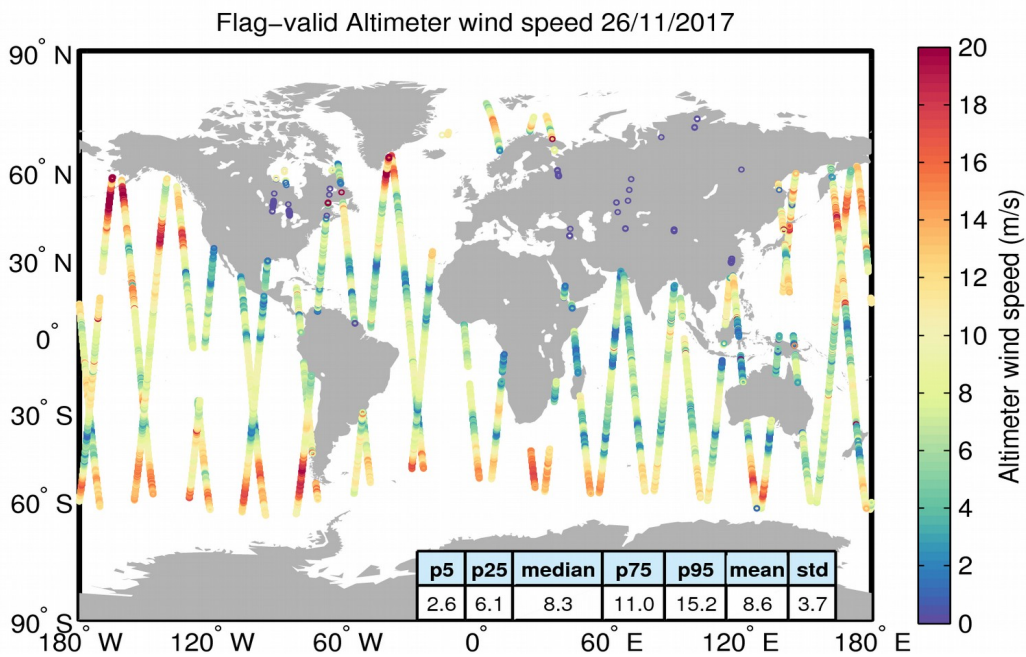 Flag-valid Altimeter wind speed 26/11/2017
90° N
60° N
30° N
0°
30° S
60° S
90° S
180° W
120° W
60° W
0°
60° E
120° E
180° E
20
18
16
14
12
10
8
6
4
2
0
Altimeter wind speed (m/s)
p5 p25 median p75 p95 mean std
2.6 6.1 8.3 11.0 15.2 8.6 3.7